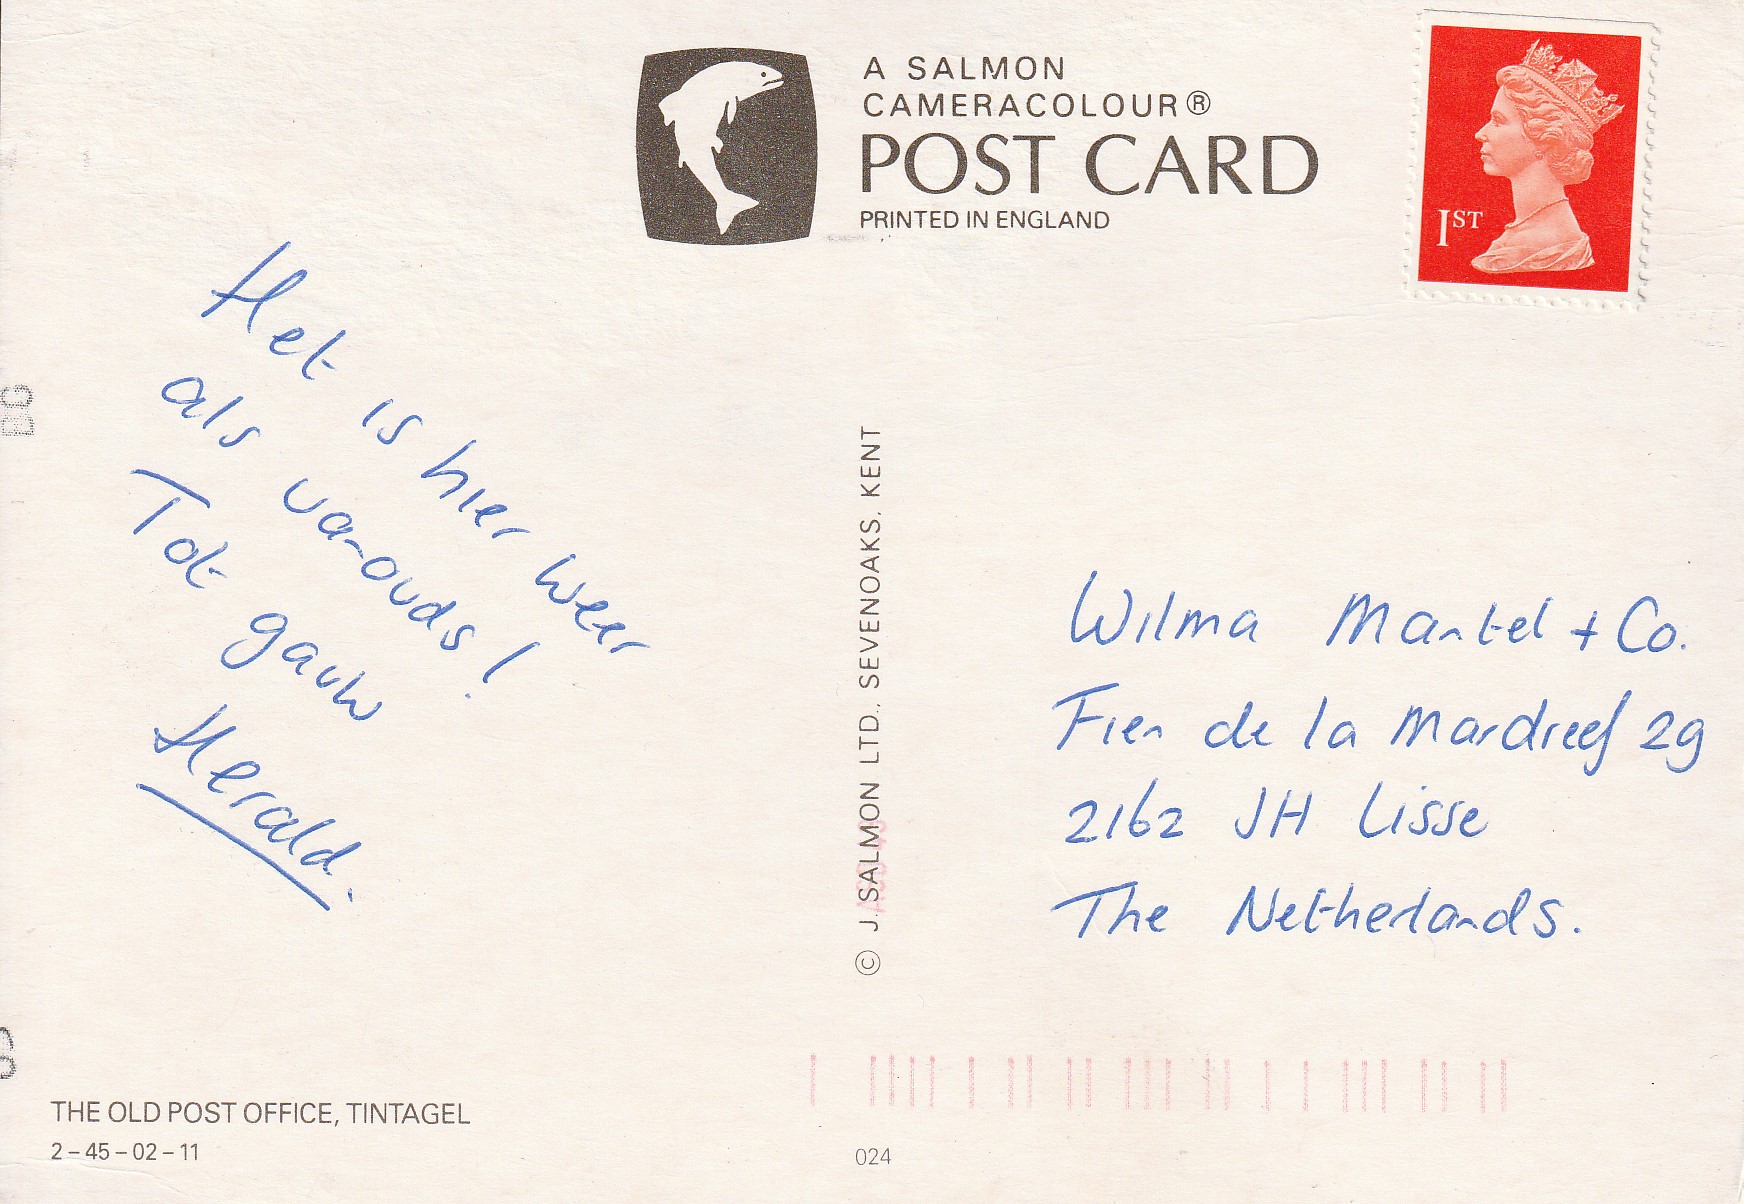 A SALMON
CAMERACOLOUR®
POST CARD
PRINTED IN ENGLAND
1ST
Het is hier weer
als vanouds!
Tot gauw
Herald.
© J. SALMON LTD., SEVENOAKS, KENT
Wilma Mantel + Co.
Fien de la Mardreef 29
2162 JH Lisse
The Netherlands.
THE OLD POST OFFICE, TINTAGEL
2-45-02-11
024